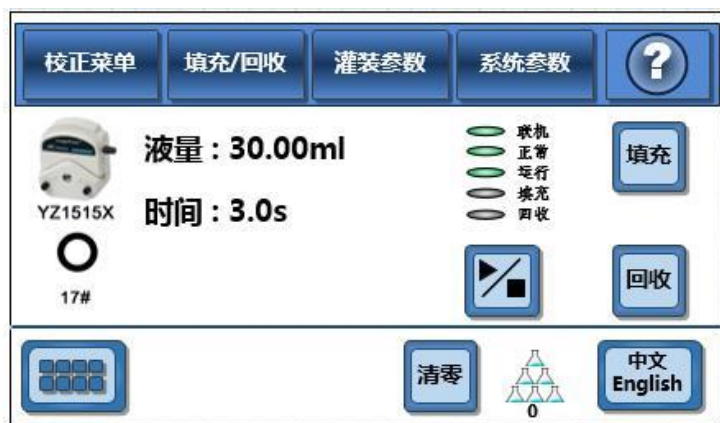 校正菜单 填充/回收 灌装参数 系统参数 ?
液量：30.00ml
时间：3.0s
YZ1515X
17#
联机
正常
运行
填充
回收
填充
回收
清零
0
中文
English